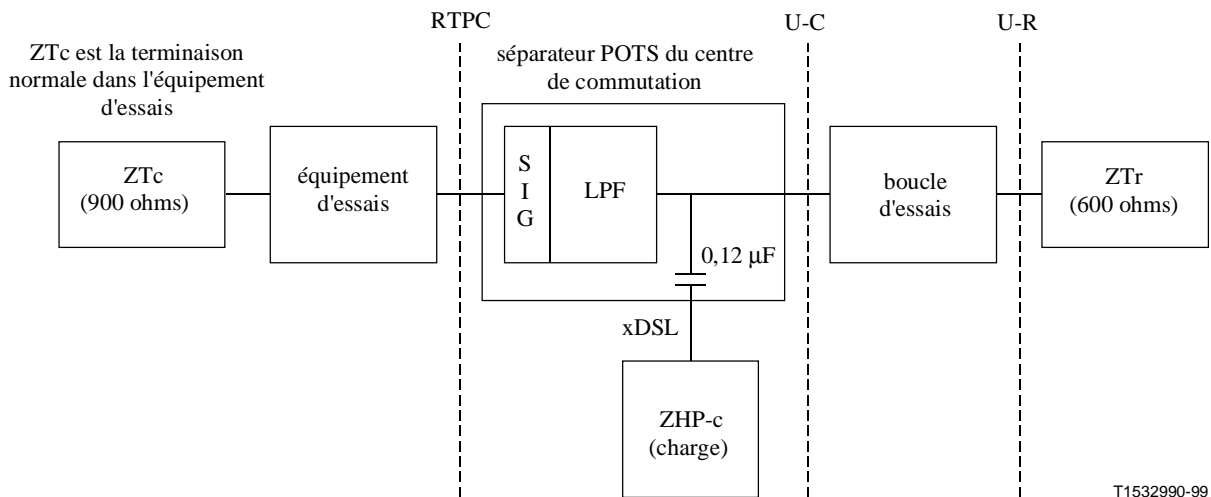 RTPC
U-C
U-R
ZTc est la terminaison
normale dans l'équipement
d'essais
séparateur POTS du centre
de commutation
ZTc
(900 ohms)
équipement
d'essais
S
I
G
LPF
boucle
d'essais
ZTr
(600 ohms)
0,12 µF
xDSL
ZHP-c
(charge)
T1532990-99